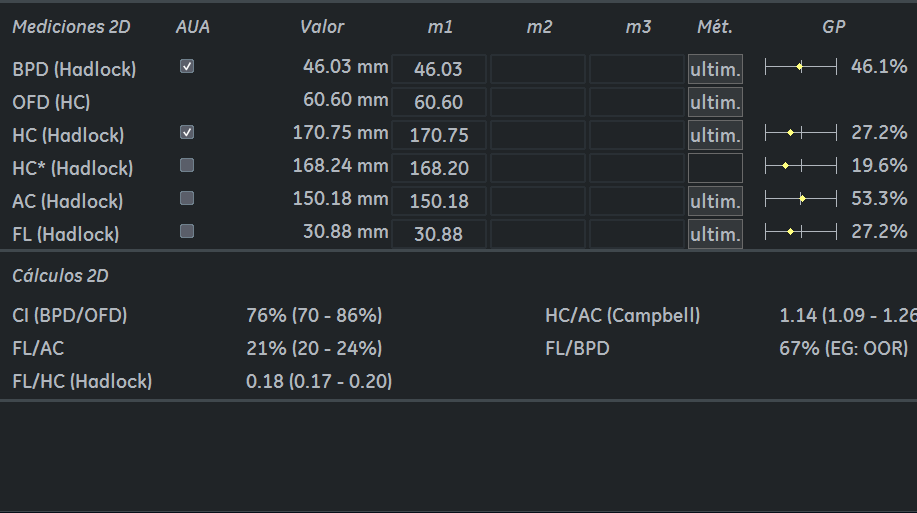 Mediciones 2D AUA Valor m1 m2 m3 Mét. GP
BPD (Hadlock) 46.03 mm 46.03 ultim. 46.1%
OFD (HC) 60.60 mm 60.60 ultim.
HC (Hadlock) 170.75 mm 170.75 ultim. 27.2%
HC* (Hadlock) 168.24 mm 168.20 19.6%
AC (Hadlock) 150.18 mm 150.18 ultim. 53.3%
FL (Hadlock) 30.88 mm 30.88 ultim. 27.2%
Cálculos 2D
CI (BPD/OFD) 76% (70 - 86%) HC/AC (Campbell) 1.14 (1.09 - 1.26
FL/AC 21% (20 - 24%) FL/BPD 67% (EG: OOR)
FL/HC (Hadlock) 0.18 (0.17 - 0.20)